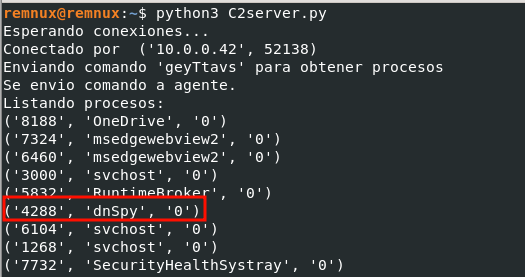 remnux@remnux:~$ python3 C2server.py
Esperando conexiones...
Conectado por  ('10.0.0.42', 52138)
Enviando comando 'geyTtavs' para obtener procesos
Se envio comando a agente.
Listando procesos:
('8188', 'OneDrive', '0')
('7324', 'msedgewebview2', '0')
('6460', 'msedgewebview2', '0')
('3000', 'svchost', '0')
('5832', 'RuntimeBroker', '0')
('4288', 'dnSpy', '0')
('6104', 'svchost', '0')
('1268', 'svchost', '0')
('7732', 'SecurityHealthSystray', '0')